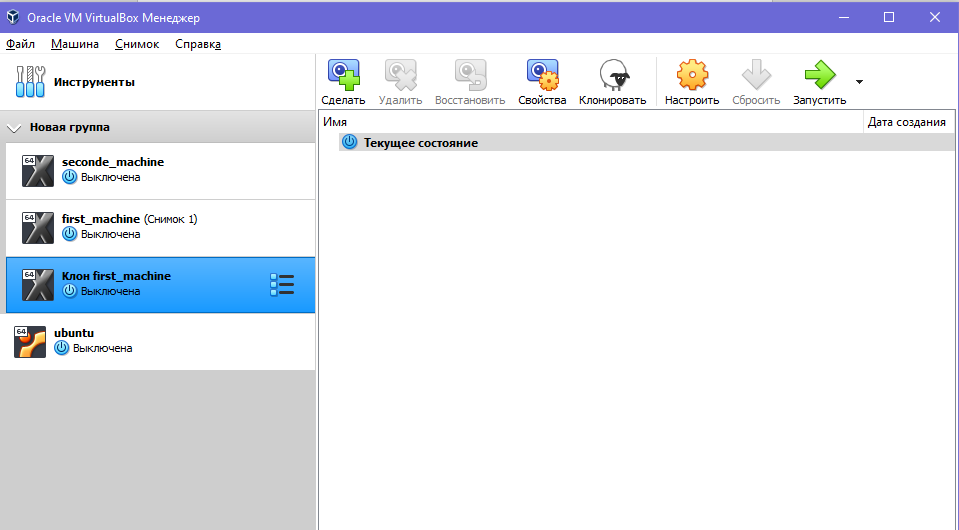 Oracle VM VirtualBox Менеджер
Файл Машина Снимок Справка
Инструменты
Сделать Удалить Восстановить Свойства Клонировать Настроить Сбросить Запустить
Имя Дата создания
Текущее состояние
Новая группа
64
seconde_machine
Выключена
64
first_machine (Снимок 1)
Выключена
64
Клон first_machine
Выключена
64
ubuntu
Выключена